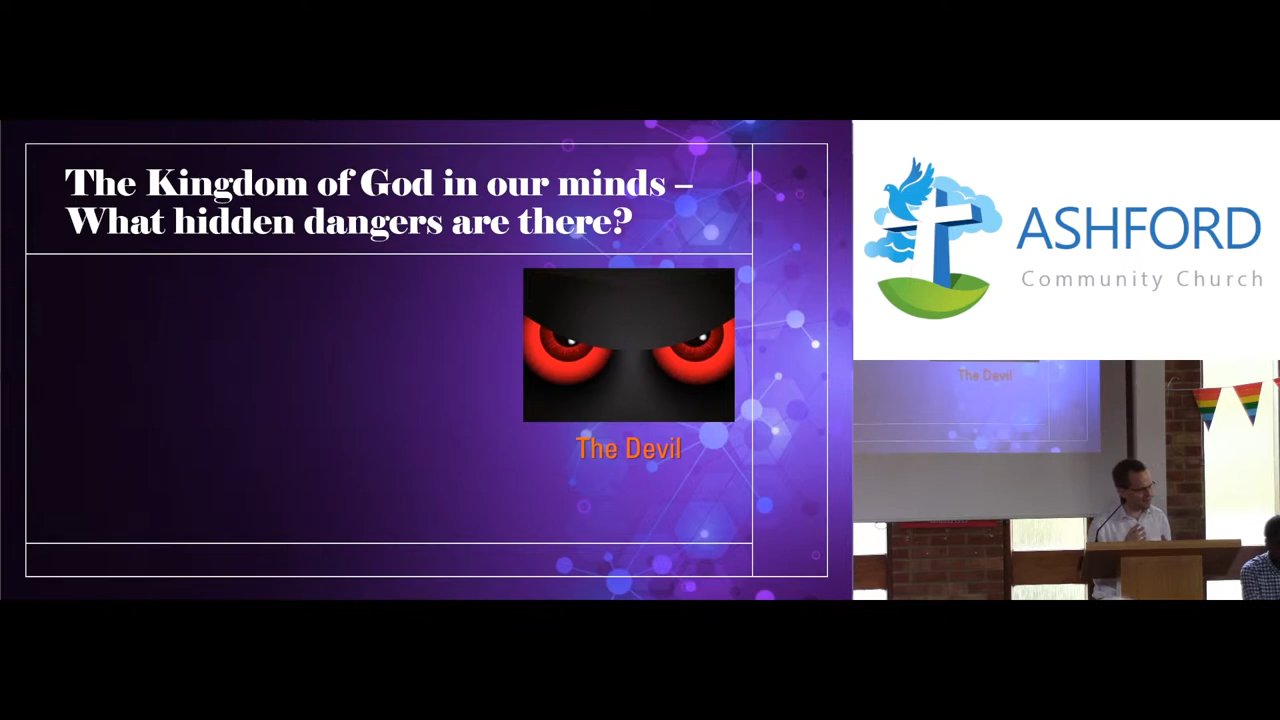 The Kingdom of God in our minds –
What hidden dangers are there?
The Devil
ASHFORD
Community Church
The Devil